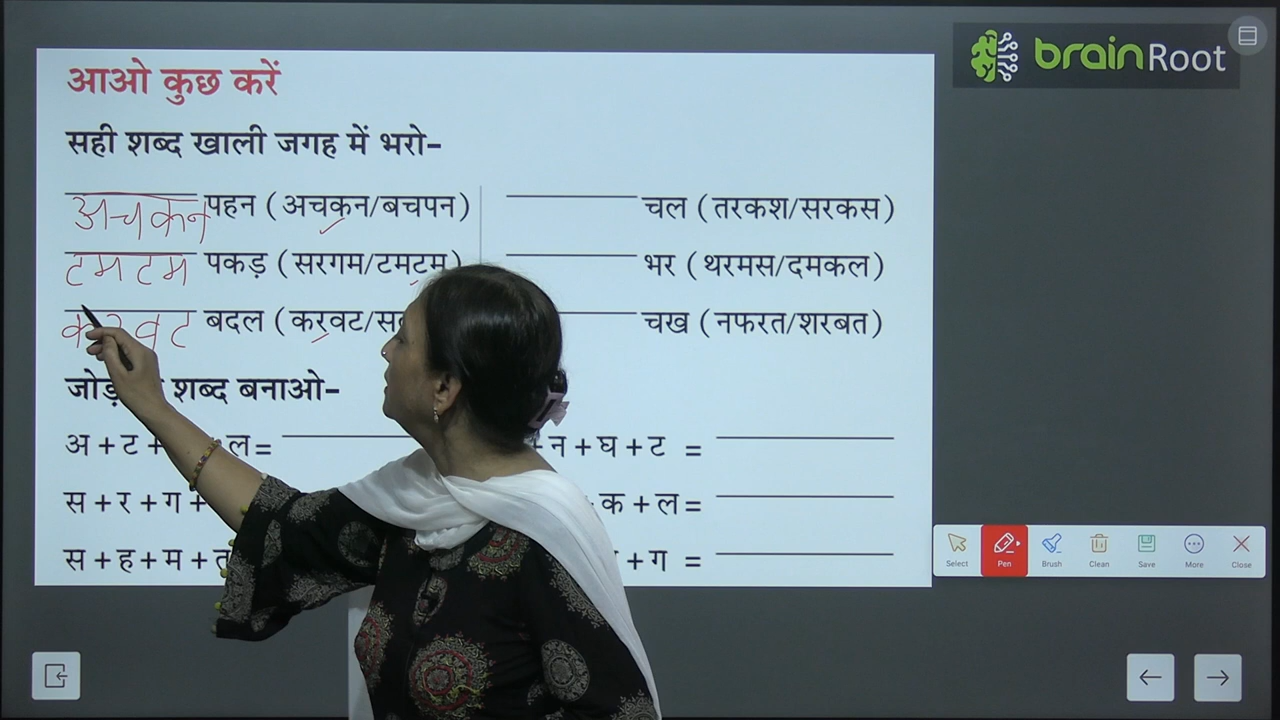 brainRoot
आओ कुछ करें
सही शब्द खाली जगह में भरो-
अचकन पहन (अचकन/बचपन)
चल (तरकश/सरकस)
टमटम पकड़ (सरगम/टमटम)
भर (थरमस/दमकल)
करवट बदल (करवट/
चख (नफरत/शरबत)
शब्द बनाओ-
अ + ट + ल =
न + घ + ट =
स + र + ग +
क + ल =
स + ह + म + त
+ ग =
Select Pen Brush Clean Save More Close